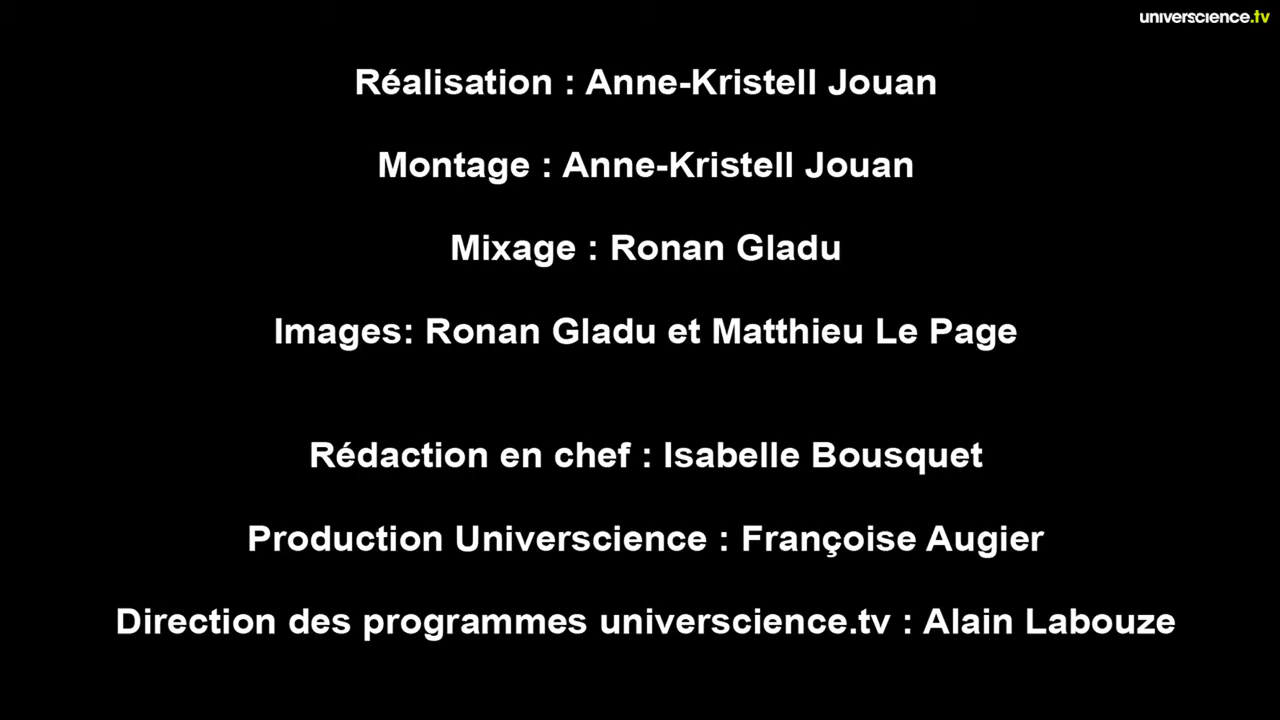 universcience.tv
Réalisation : Anne-Kristell Jouan
Montage : Anne-Kristell Jouan
Mixage : Ronan Gladu
Images: Ronan Gladu et Matthieu Le Page
Rédaction en chef : Isabelle Bousquet
Production Universcience : Françoise Augier
Direction des programmes universcience.tv : Alain Labouze